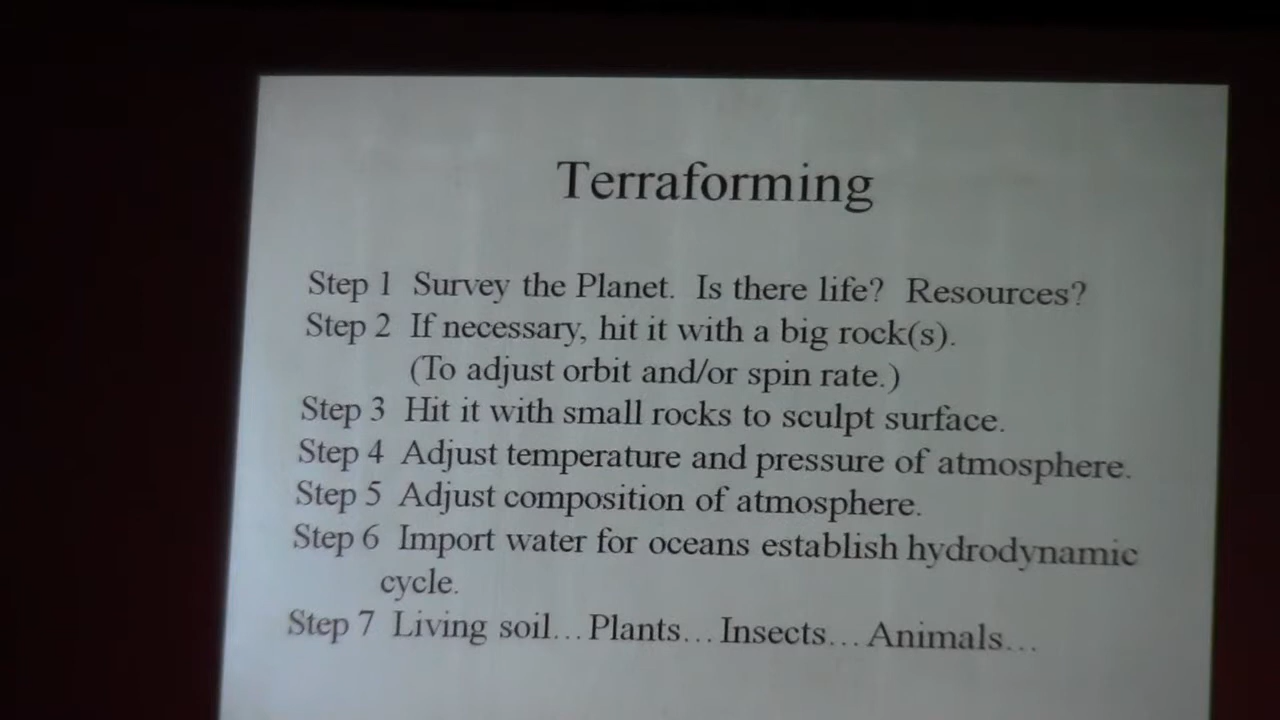 Terraforming
Step 1 Survey the Planet. Is there life? Resources?
Step 2 If necessary, hit it with a big rock(s).
(To adjust orbit and/or spin rate.)
Step 3 Hit it with small rocks to sculpt surface.
Step 4 Adjust temperature and pressure of atmosphere.
Step 5 Adjust composition of atmosphere.
Step 6 Import water for oceans establish hydrodynamic
cycle.
Step 7 Living soil... Plants... Insects... Animals...